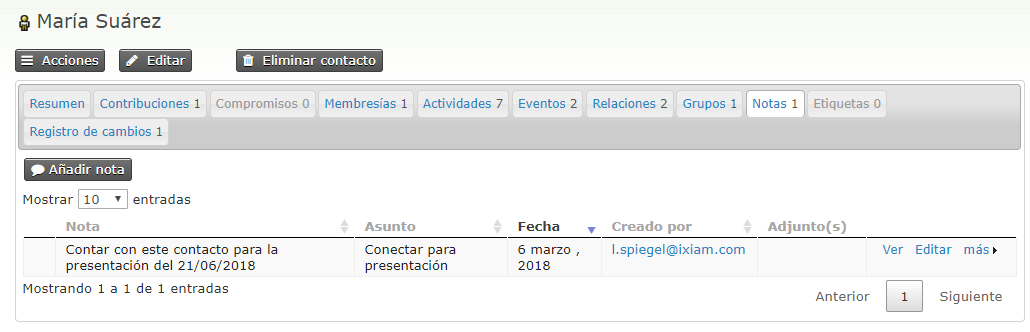 María Suárez
Acciones Editar Eliminar contacto
Resumen Contribuciones 1 Compromisos 0 Membresías 1 Actividades 7 Eventos 2 Relaciones 2 Grupos 1 Notas 1 Etiquetas 0
Registro de cambios 1
Añadir nota
Mostrar 10 entradas
Nota Asunto Fecha Creado por Adjunto(s)
Contar con este contacto para la Conectar para 6 marzo , l.spiegel@ixiam.com Ver Editar más
presentación del 21/06/2018 presentación 2018
Mostrando 1 a 1 de 1 entradas
Anterior 1 Siguiente